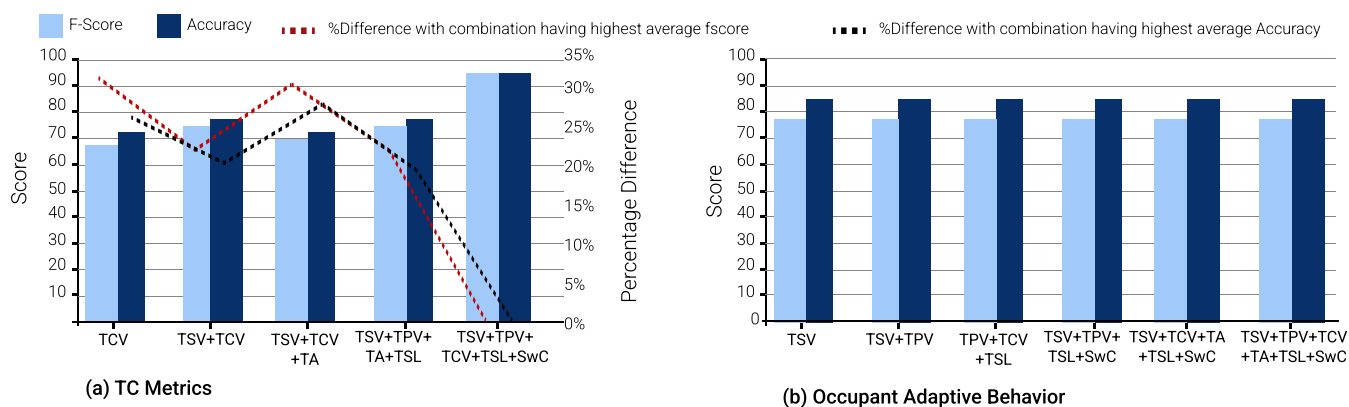 F-Score
Accuracy
%Difference with combination having highest average fscore
%Difference with combination having highest average Accuracy
100
90
80
70
60
50
40
30
20
10
0
Score
35%
30%
25%
20%
15%
10%
5%
0%
Percentage Difference
TCV
TSV+TCV
TSV+TCV
+TA
TSV+TPV+
TA+TSL
TSV+TPV+
TCV+TSL+SwC
(a) TC Metrics
100
90
80
70
60
50
40
30
20
10
0
Score
TSV
TSV+TPV
TPV+TCV
+TSL
TSV+TPV+
TSL+SwC
TSV+TCV+TA
+TSL+SwC
TSV+TPV+TCV
+TA+TSL+SwC
(b) Occupant Adaptive Behavior